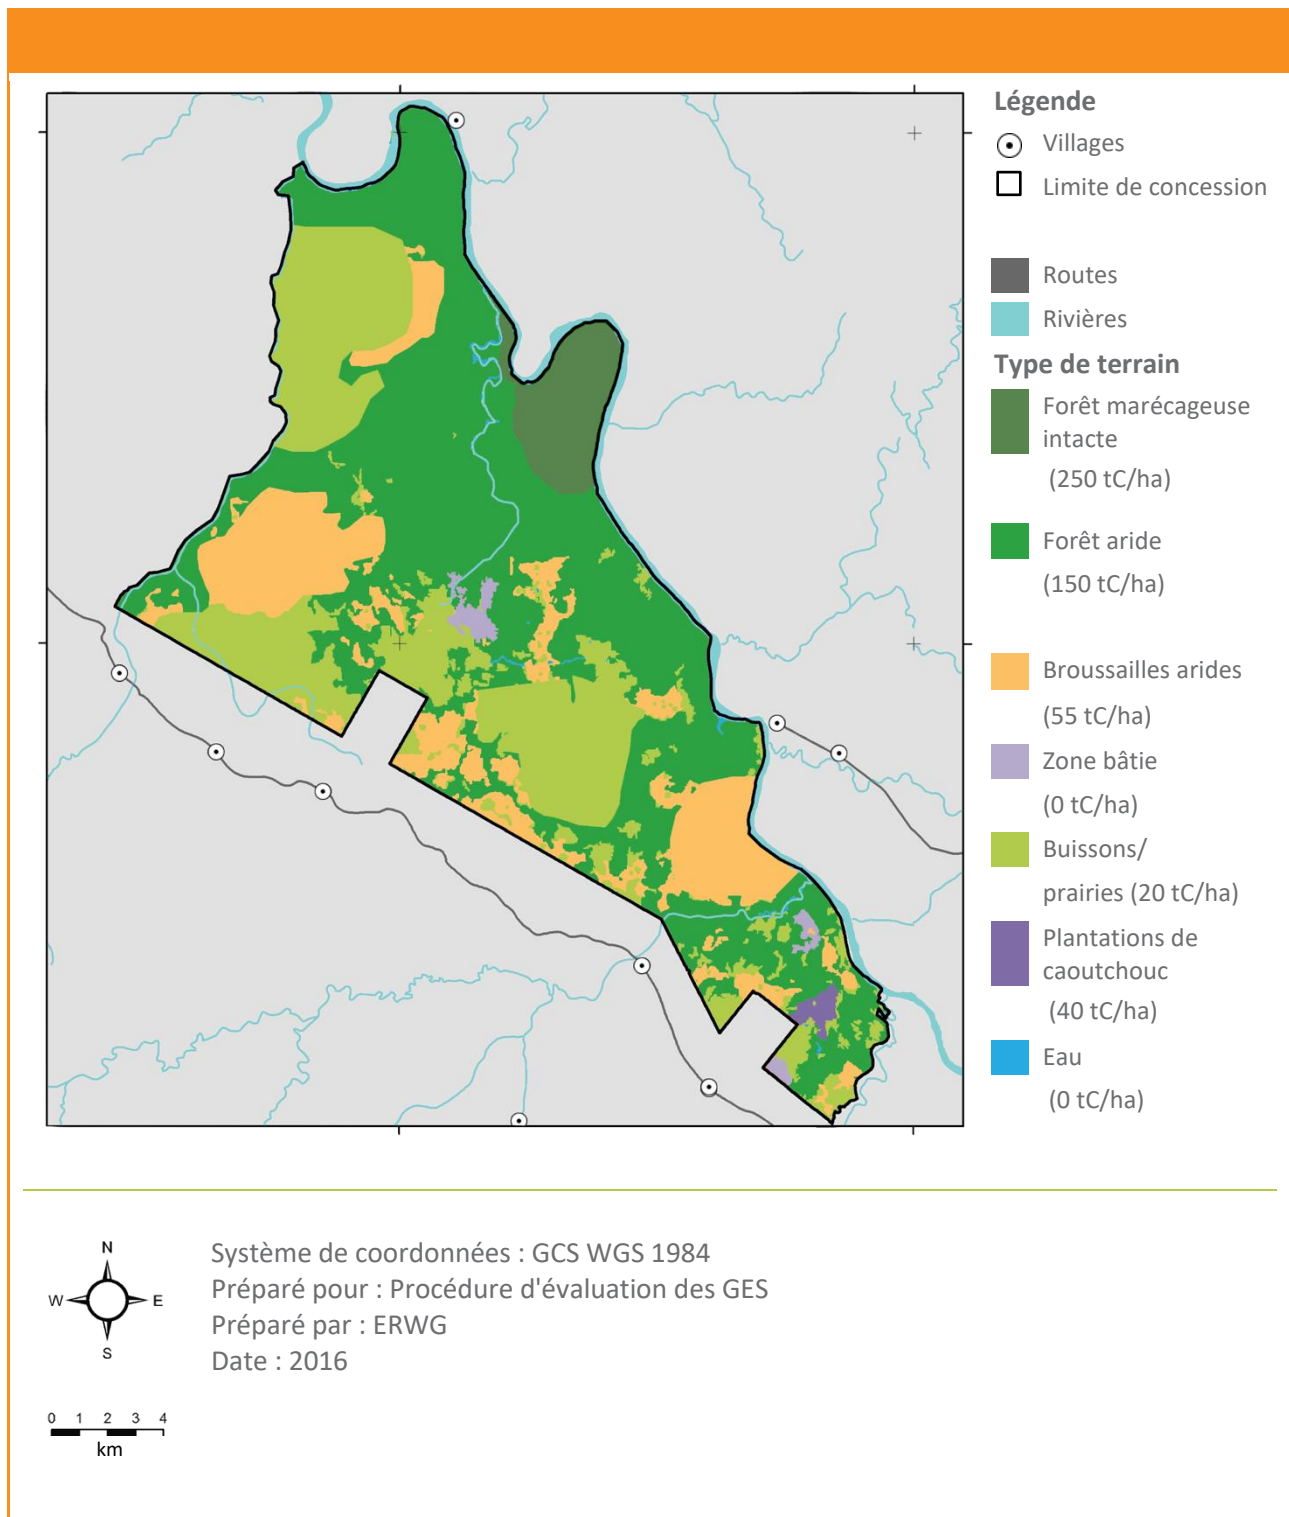 Légende
Villages
Limite de concession
Routes
Rivières
Type de terrain
Forêt marécageuse
intacte
(250 tC/ha)
Forêt aride
(150 tC/ha)
Broussailles arides
(55 tC/ha)
Zone bâtie
(0 tC/ha)
Buissons/
prairies (20 tC/ha)
Plantations de
caoutchouc
(40 tC/ha)
Eau
(0 tC/ha)
N
W E
S
Système de coordonnées : GCS WGS 1984
Préparé pour : Procédure d'évaluation des GES
Préparé par : ERWG
Date : 2016
0 1 2 3 4
km